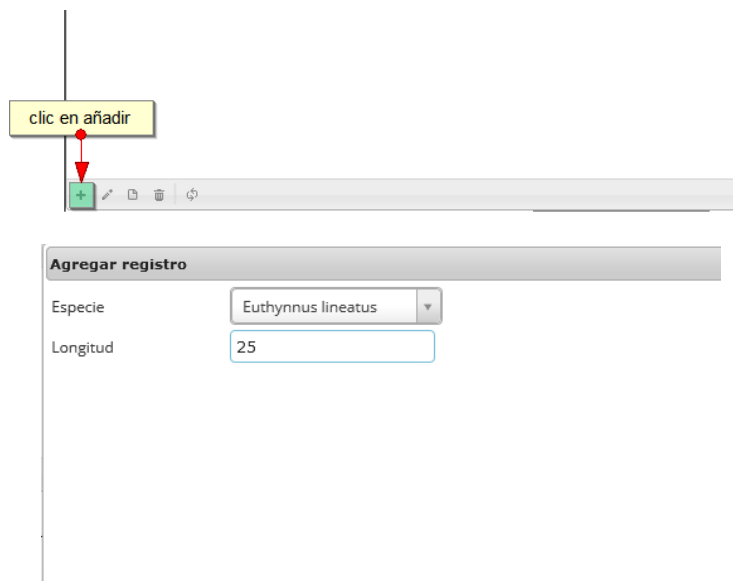 clic en añadir
Agregar registro
Especie Euthynnus lineatus
Longitud 25